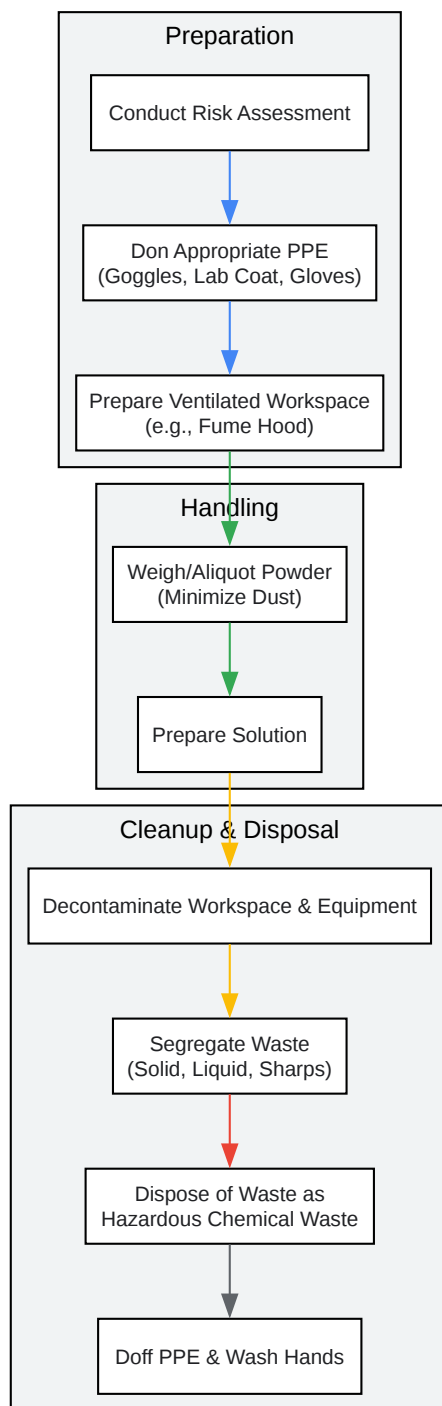 Preparation
Conduct Risk Assessment
Don Appropriate PPE
(Goggles, Lab Coat, Gloves)
Prepare Ventilated Workspace
(e.g., Fume Hood)
Handling
Weigh/Aliquot Powder
(Minimize Dust)
Prepare Solution
Cleanup & Disposal
Decontaminate Workspace & Equipment
Segregate Waste
(Solid, Liquid, Sharps)
Dispose of Waste as
Hazardous Chemical Waste
Doff PPE & Wash Hands